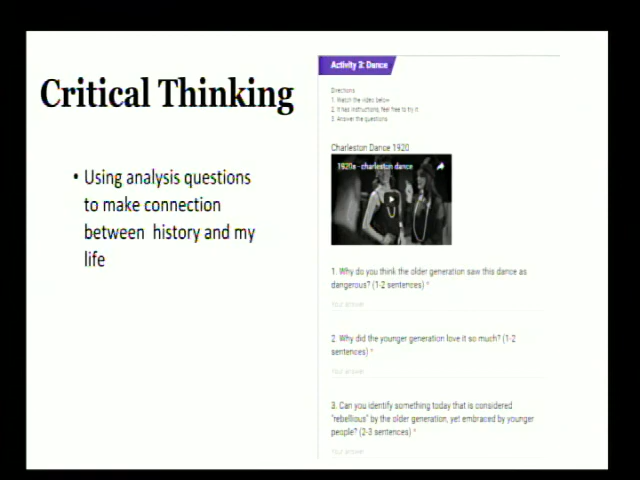 Critical Thinking
• Using analysis questions
to make connection
between history and my
life
Activity 3: Dance
Directions
1. Watch the video below
2. It has instructions, feel free to try it
3. Answer the questions
Charleston Dance 1920
1920s - charleston dance
1. Why do you think the older generation saw this dance as
dangerous? (1-2 sentences) *
Your answer
2. Why did the younger generation love it so much? (1-2
sentences) *
Your answer
3. Can you identify something today that is considered
"rebellious" by the older generation, yet embraced by younger
people? (2-3 sentences) *
Your answer